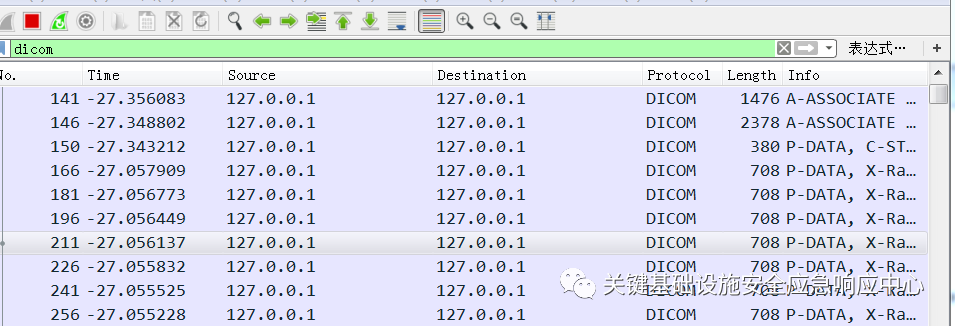 dicom 表达式… +
No. Time Source Destination Protocol Length Info
141 -27.356083 127.0.0.1 127.0.0.1 DICOM 1476 A-ASSOCIATE …
146 -27.348802 127.0.0.1 127.0.0.1 DICOM 2378 A-ASSOCIATE …
150 -27.343212 127.0.0.1 127.0.0.1 DICOM 380 P-DATA, C-ST…
166 -27.057909 127.0.0.1 127.0.0.1 DICOM 708 P-DATA, X-Ra…
181 -27.056773 127.0.0.1 127.0.0.1 DICOM 708 P-DATA, X-Ra…
196 -27.056449 127.0.0.1 127.0.0.1 DICOM 708 P-DATA, X-Ra…
211 -27.056137 127.0.0.1 127.0.0.1 DICOM 708 P-DATA, X-Ra…
226 -27.055832 127.0.0.1 127.0.0.1 DICOM 708 P-DATA, X-Ra…
241 -27.055525 127.0.0.1 127.0.0.1 DICOM 708 P-DATA, X-Ra…
256 -27.055228 127.0.0.1 127.0.0.1 DICOM 708 P-DATA, X-Ra…
关键基础设施安全应急响应中心